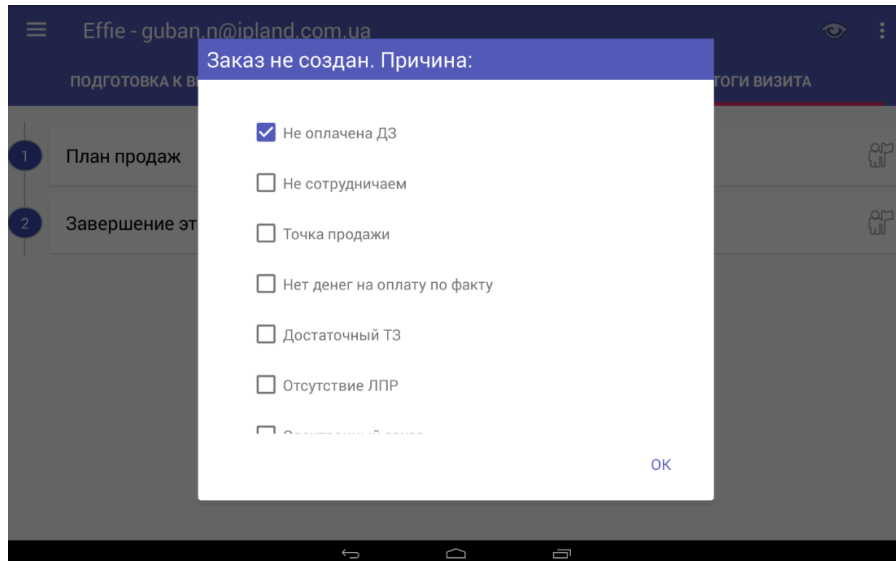 Effie - guban.n@ipland.com.ua
Заказ не создан. Причина:
ПОДГОТОВКА К В
ТОГИ ВИЗИТА
Не оплачена ДЗ
1
План продаж
Не сотрудничаем
2
Завершение эт
Точка продажи
Нет денег на оплату по факту
Достаточный ТЗ
Отсутствие ЛПР
ОК